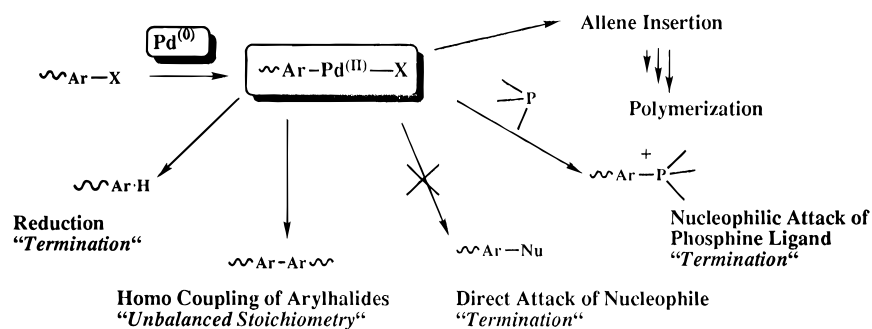 Allene Insertion
Pd(0)
Ar–X
Ar–Pd(II)—X
P
Polymerization
+
Ar–P
Ar·H
Reduction
“Termination“
Nucleophilic Attack of
Phosphine Ligand
“Termination“
Ar–Nu
Ar–Ar
Homo Coupling of Arylhalides
“Unbalanced Stoichiometry“
Direct Attack of Nucleophile
“Termination“